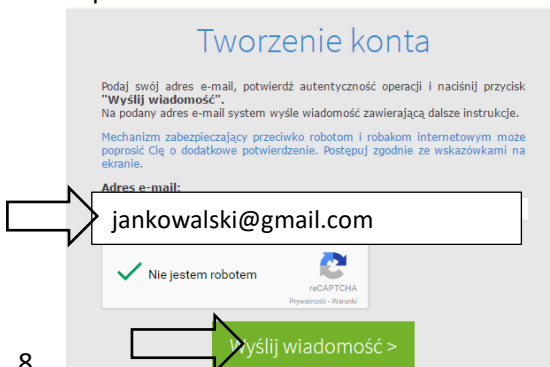 Tworzenie konta
Podaj swój adres e-mail, potwierdź autentyczność operacji i naciśnij przycisk
"Wyślij wiadomość".
Na podany adres e-mail system wyśle wiadomość zawierającą dalsze instrukcje.
Mechanizm zabezpieczający przeciwko robotom i robakom internetowym może
poprosić Cię o dodatkowe potwierdzenie. Postępuj zgodnie ze wskazówkami na
ekranie.
Adres e-mail:
jankowalski@gmail.com
Nie jestem robotem
reCAPTCHA
Prywatność - Warunki
Wyślij wiadomość >
8